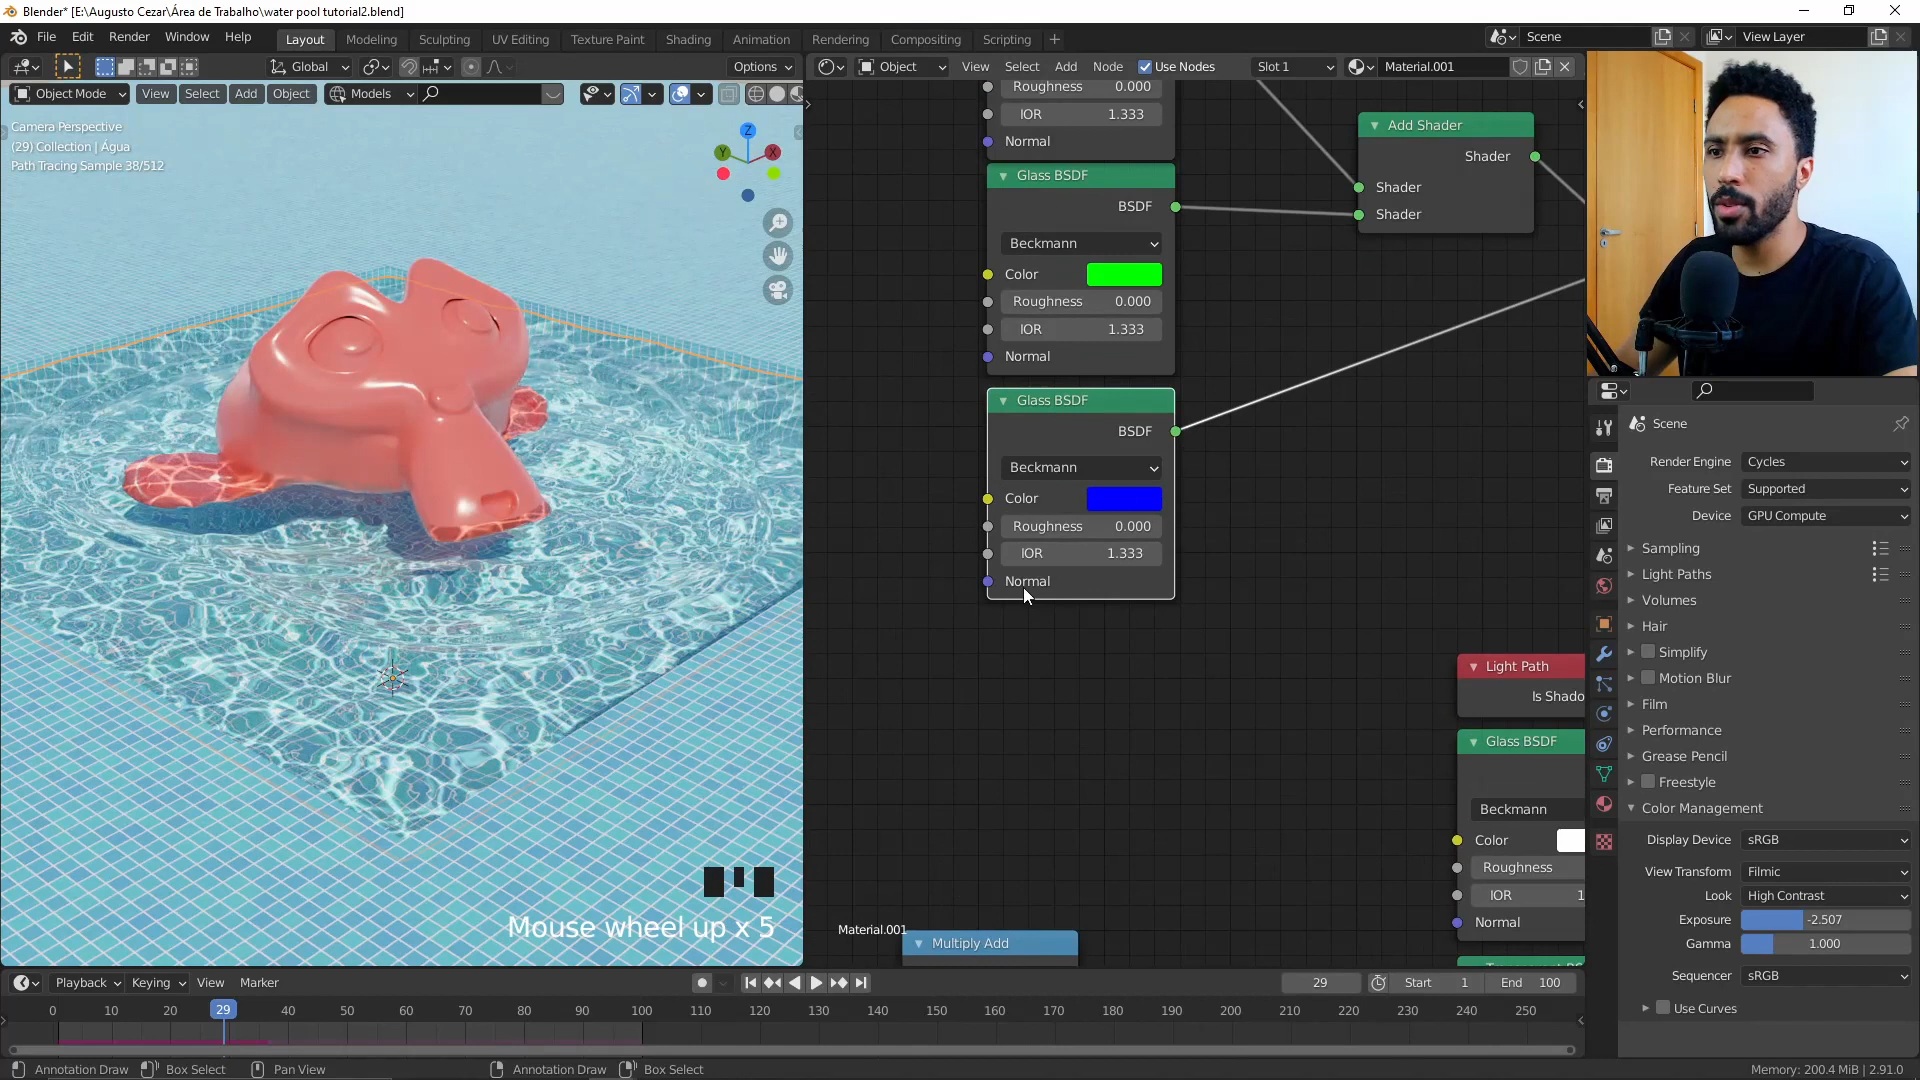 Blender* [E:\Augusto Cezar\Área de Trabalho\water pool tutorial2.blend]
File Edit Render Window Help Layout Modeling Sculpting UV Editing Texture Paint Shading Animation Rendering Compositing Scripting Scene View Layer
Global Options Object View Select Add Node Use Nodes Slot 1 Material.001
Object Mode View Select Add Object Models
Camera Perspective
(29) Collection | Água
Path Tracing Sample 38/512
Z
Y X
Roughness 0.000
IOR 1.333
Normal
Glass BSDF
BSDF
Beckmann
Color
Roughness 0.000
IOR 1.333
Normal
Glass BSDF
BSDF
Beckmann
Color
Roughness 0.000
IOR 1.333
Normal
Add Shader
Shader
Shader
Shader
Light Path
Is Shado
Glass BSDF
Beckmann
Color
Roughness
IOR 1
Normal
Material.001
Multiply Add
Mouse wheel up x 5
Scene
Render Engine Cycles
Feature Set Supported
Device GPU Compute
Sampling
Light Paths
Volumes
Hair
Simplify
Motion Blur
Film
Performance
Grease Pencil
Freestyle
Color Management
Display Device sRGB
View Transform Filmic
Look High Contrast
Exposure -2.507
Gamma 1.000
Sequencer sRGB
Use Curves
Playback Keying View Marker 29 Start 1 End 100
0 10 20 29 40 50 60 70 80 90 100 110 120 130 140 150 160 170 180 190 200 210 220 230 240 250
Annotation Draw Box Select Pan View Annotation Draw Box Select Memory: 200.4 MiB | 2.91.0